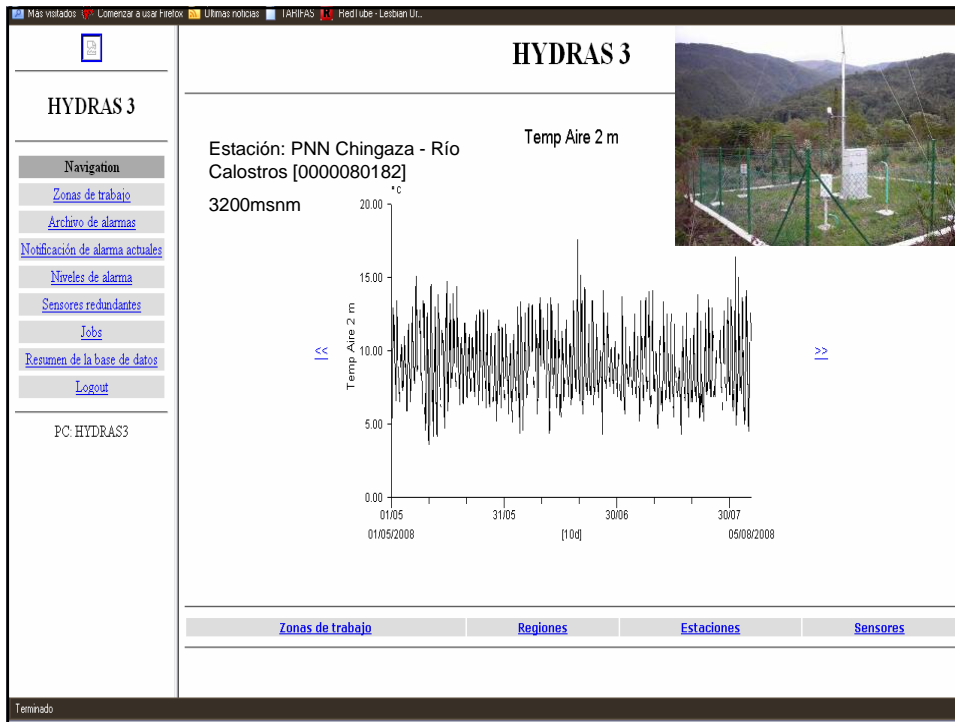 Más visitados Comenzar a usar Firefox Últimas noticias TARIFAS RedTube - Lesbian Ur...
HYDRAS 3
Navigation
Zonas de trabajo
Archivo de alarmas
Notificación de alarma actuales
Niveles de alarma
Sensores redundantes
Jobs
Resumen de la base de datos
Logout
PC: HYDRAS3
HYDRAS 3
Estación: PNN Chingaza - Río
Calostros [0000080182]
3200msnm
Temp Aire 2 m
°C
20.00
15.00
10.00
5.00
0.00
Temp Aire 2 m
<<
>>
01/05 31/05 30/06 30/07
01/05/2008 [10d] 05/08/2008
Zonas de trabajo Regiones Estaciones Sensores
Terminado